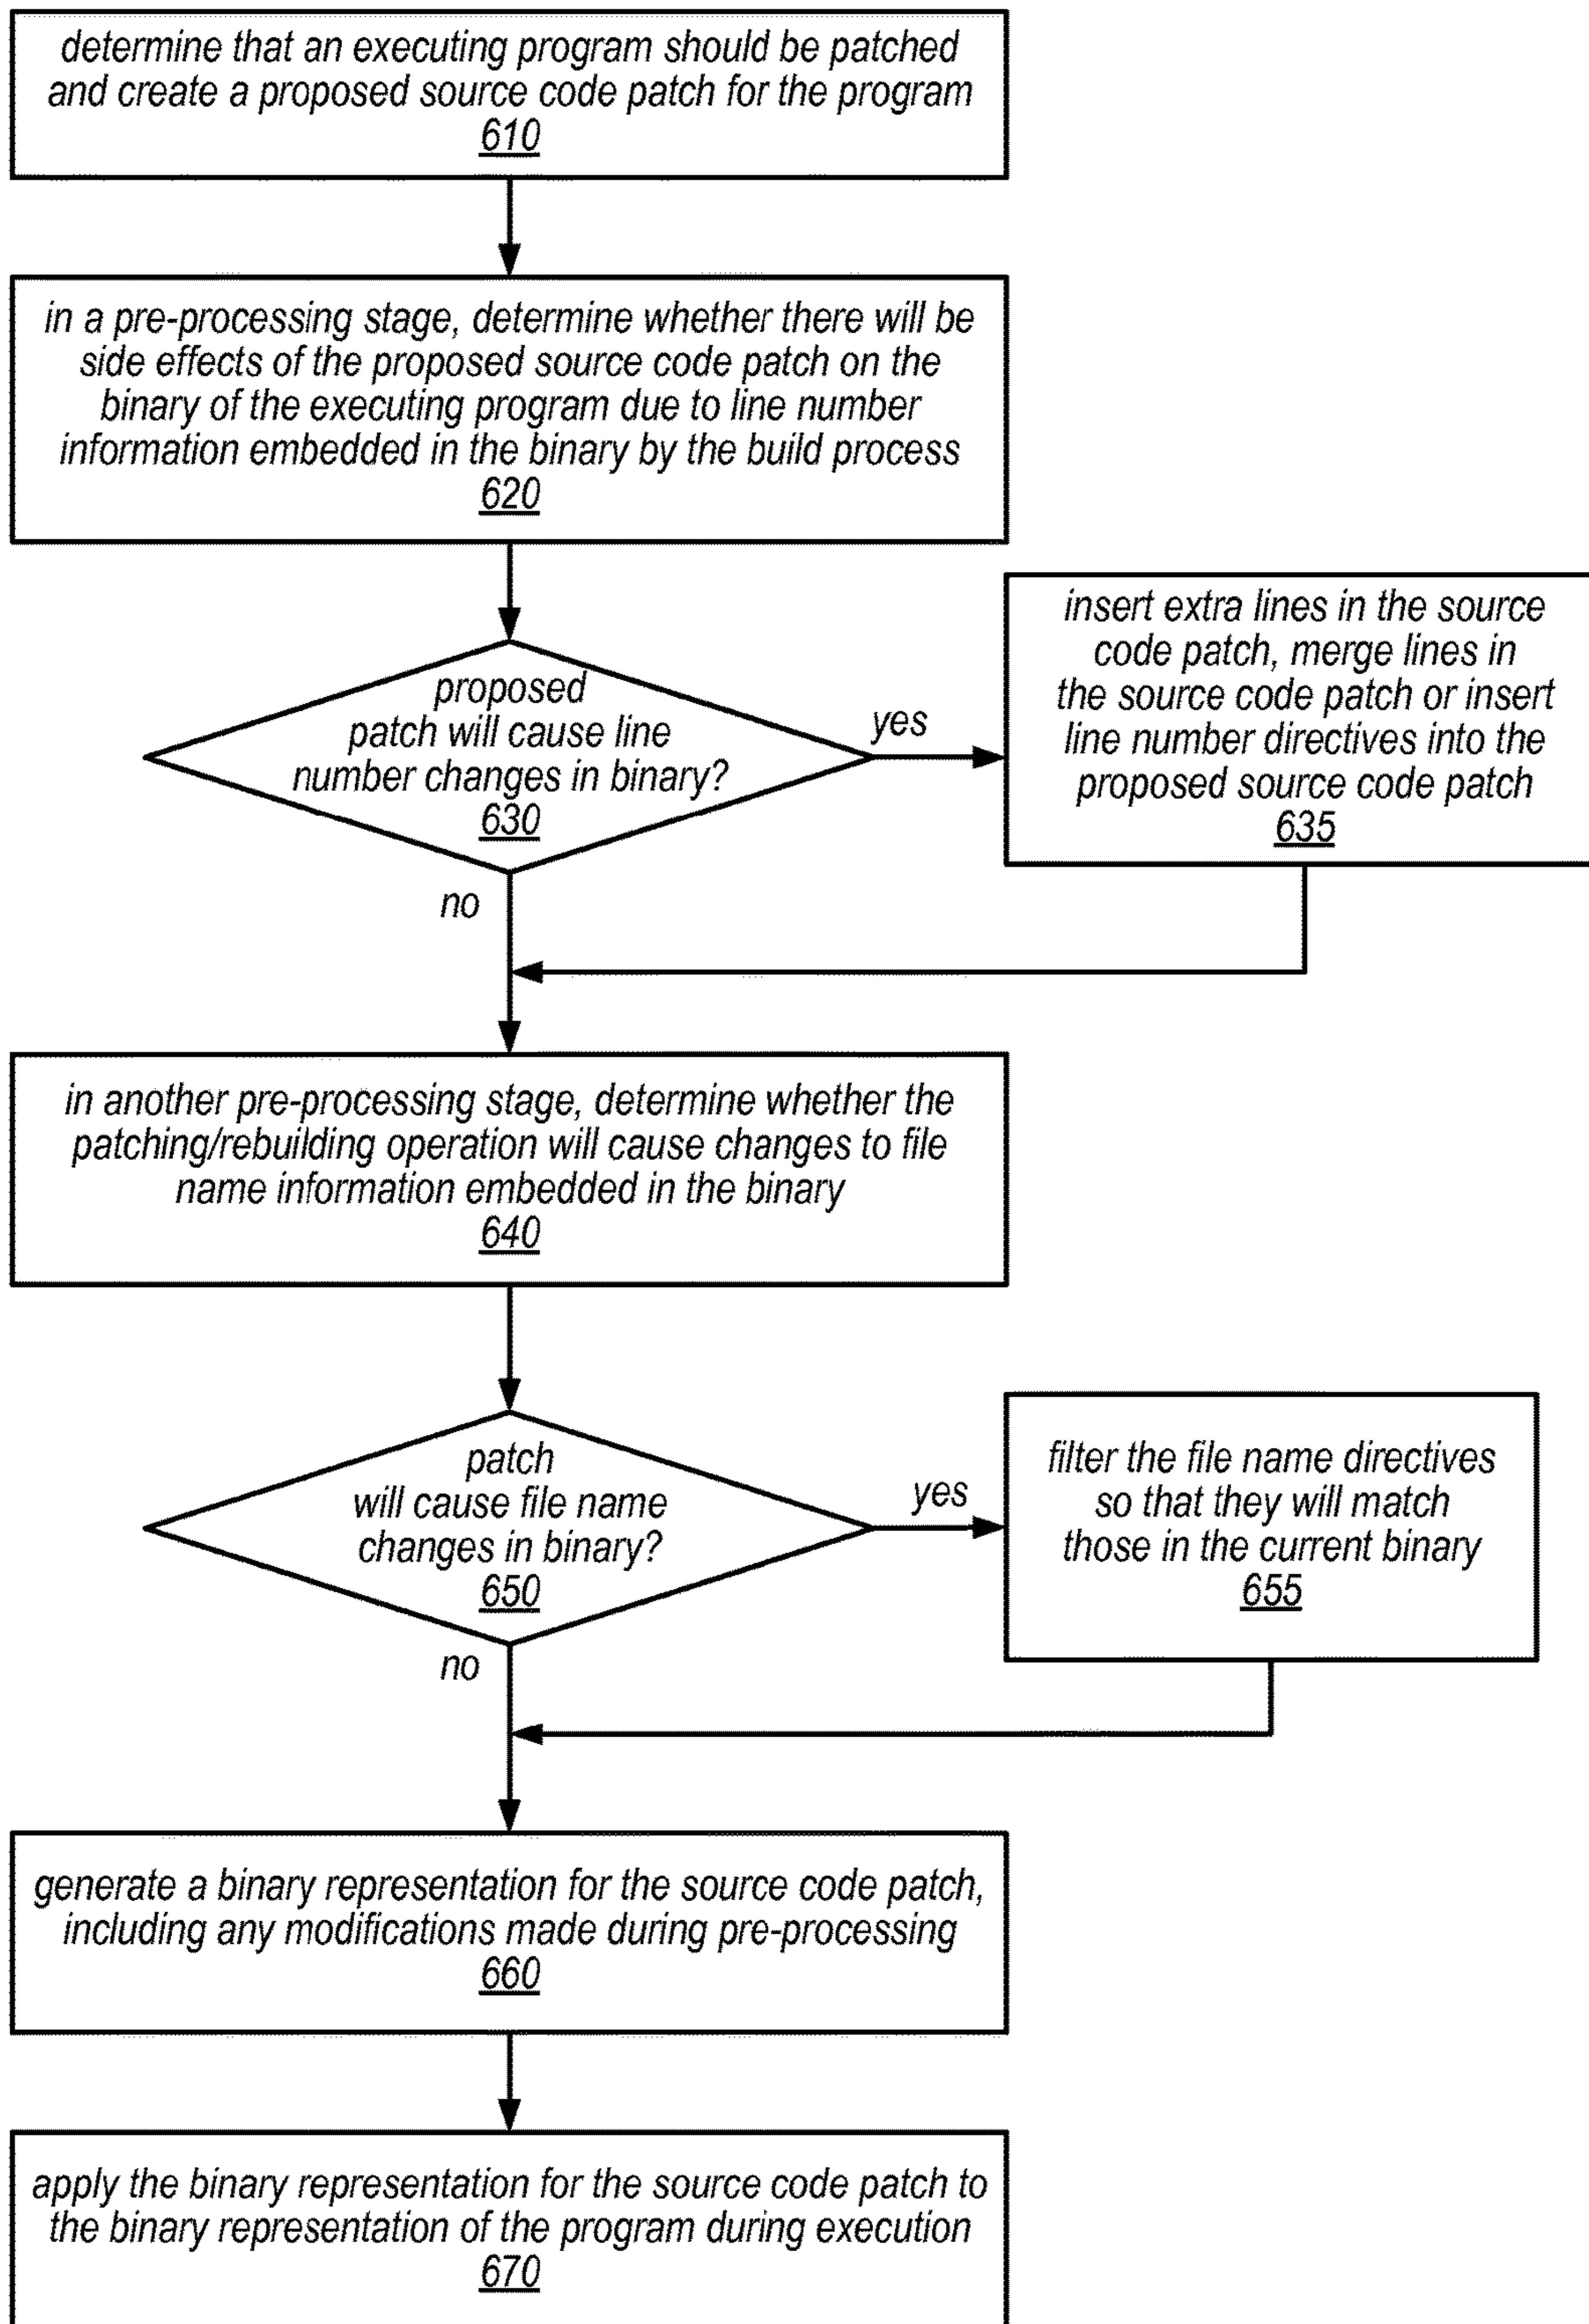 determine that an executing program should be patched
and create a proposed source code patch for the program
610
in a pre-processing stage, determine whether there will be
side effects of the proposed source code patch on the
binary of the executing program due to line number
information embedded in the binary by the build process
620
proposed
patch will cause line
number changes in binary?
630
yes
insert extra lines in the source
code patch, merge lines in
the source code patch or insert
line number directives into the
proposed source code patch
635
no
in another pre-processing stage, determine whether the
patching/rebuilding operation will cause changes to file
name information embedded in the binary
640
patch
will cause file name
changes in binary?
650
yes
filter the file name directives
so that they will match
those in the current binary
655
no
generate a binary representation for the source code patch,
including any modifications made during pre-processing
660
apply the binary representation for the source code patch to
the binary representation of the program during execution
670